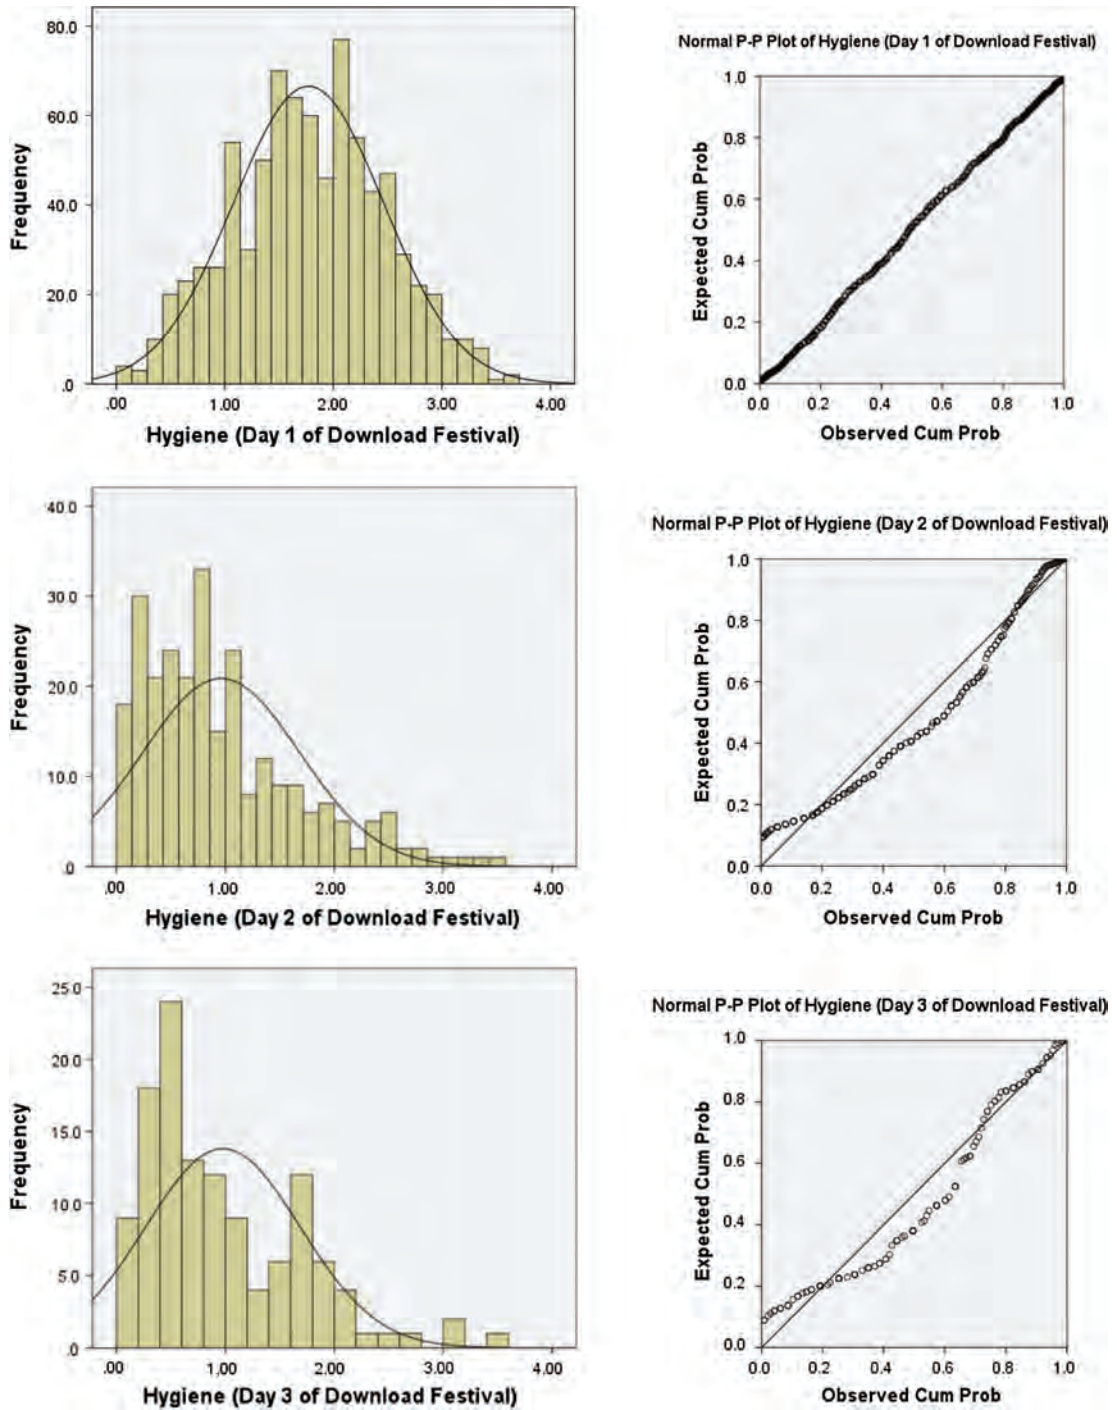 80.0
60.0
40.0
20.0
.0
Frequency
.00 1.00 2.00 3.00 4.00
Hygiene (Day 1 of Download Festival)
Normal P-P Plot of Hygiene (Day 1 of Download Festival)
1.0
0.8
0.6
0.4
0.2
0.0
Expected Cum Prob
0.0 0.2 0.4 0.6 0.8 1.0
Observed Cum Prob
40.0
30.0
20.0
10.0
.0
Frequency
.00 1.00 2.00 3.00 4.00
Hygiene (Day 2 of Download Festival)
Normal P-P Plot of Hygiene (Day 2 of Download Festival)
1.0
0.8
0.6
0.4
0.2
0.0
Expected Cum Prob
0.0 0.2 0.4 0.6 0.8 1.0
Observed Cum Prob
25.0
20.0
15.0
10.0
5.0
.0
Frequency
.00 1.00 2.00 3.00 4.00
Hygiene (Day 3 of Download Festival)
Normal P-P Plot of Hygiene (Day 3 of Download Festival)
1.0
0.8
0.6
0.4
0.2
0.0
Expected Cum Prob
0.0 0.2 0.4 0.6 0.8 1.0
Observed Cum Prob